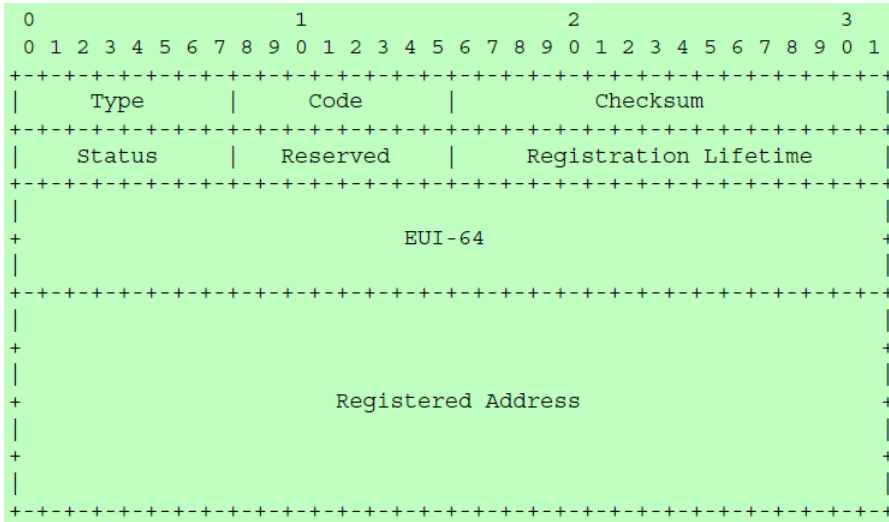 0                   1                   2                   3
0 1 2 3 4 5 6 7 8 9 0 1 2 3 4 5 6 7 8 9 0 1 2 3 4 5 6 7 8 9 0 1
+-+-+-+-+-+-+-+-+-+-+-+-+-+-+-+-+-+-+-+-+-+-+-+-+-+-+-+-+-+-+-+-+
|     Type      |     Code      |          Checksum             |
+-+-+-+-+-+-+-+-+-+-+-+-+-+-+-+-+-+-+-+-+-+-+-+-+-+-+-+-+-+-+-+-+
|    Status     |   Reserved    |     Registration Lifetime     |
+-+-+-+-+-+-+-+-+-+-+-+-+-+-+-+-+-+-+-+-+-+-+-+-+-+-+-+-+-+-+-+-+
|                                                               |
+                            EUI-64                             +
|                                                               |
+-+-+-+-+-+-+-+-+-+-+-+-+-+-+-+-+-+-+-+-+-+-+-+-+-+-+-+-+-+-+-+-+
|                                                               |
+                                                               +
|                                                               |
+                       Registered Address                      +
|                                                               |
+                                                               +
|                                                               |
+-+-+-+-+-+-+-+-+-+-+-+-+-+-+-+-+-+-+-+-+-+-+-+-+-+-+-+-+-+-+-+-+